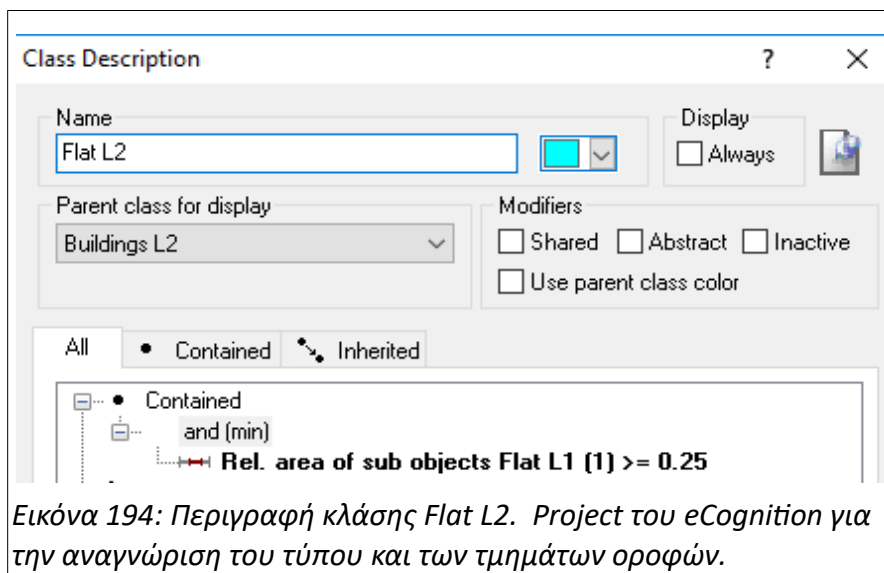 Class Description ?
Name Display
Flat L2 Always
Parent class for display Modifiers
Buildings L2 Shared Abstract Inactive
Use parent class color
All Contained Inherited
Contained
and (min)
Rel. area of sub objects Flat L1 (1) >= 0.25
Εικόνα 194: Περιγραφή κλάσης Flat L2. Project του eCognition για
την αναγνώριση του τύπου και των τμημάτων οροφών.